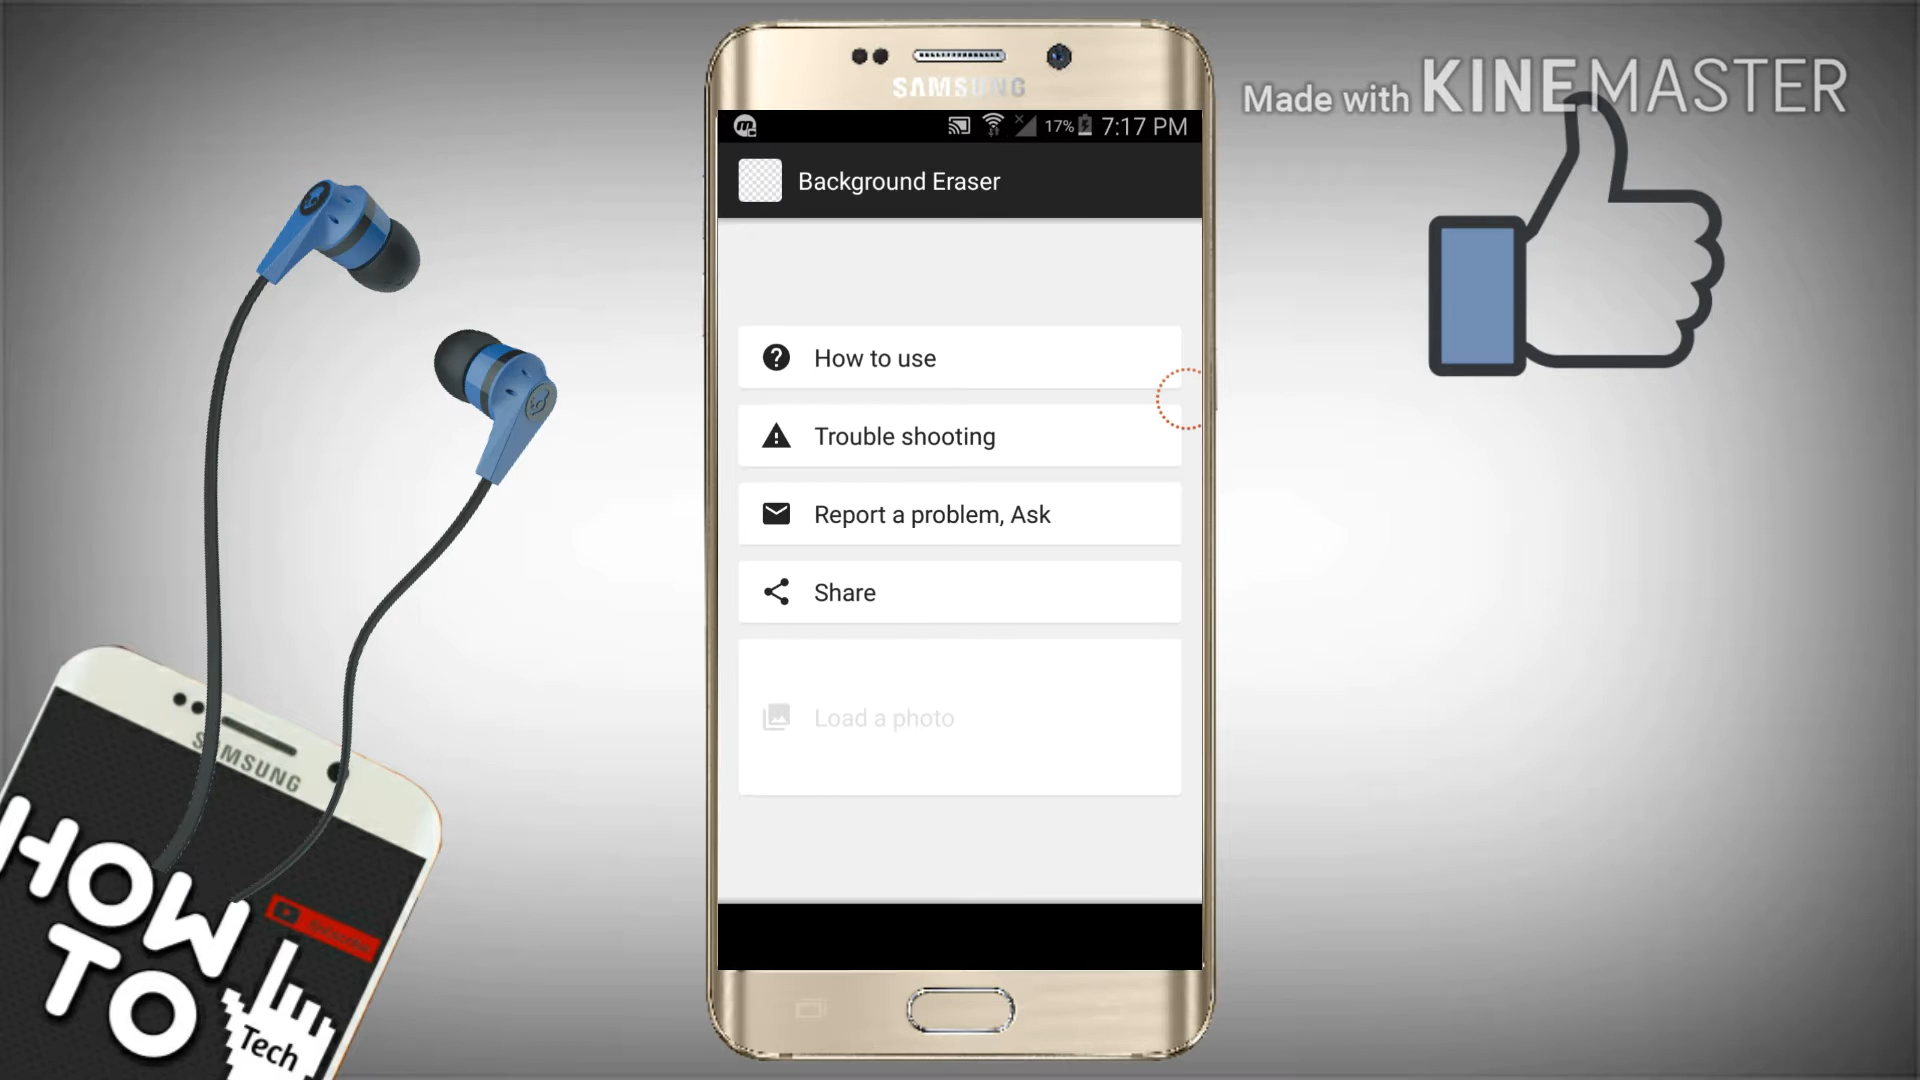 Made with KINEMASTER
SAMSUNG
17% 7:17 PM
Background Eraser
How to use
Trouble shooting
Report a problem, Ask
Share
Load a photo
SAMSUNG
HOW
TO
Tech